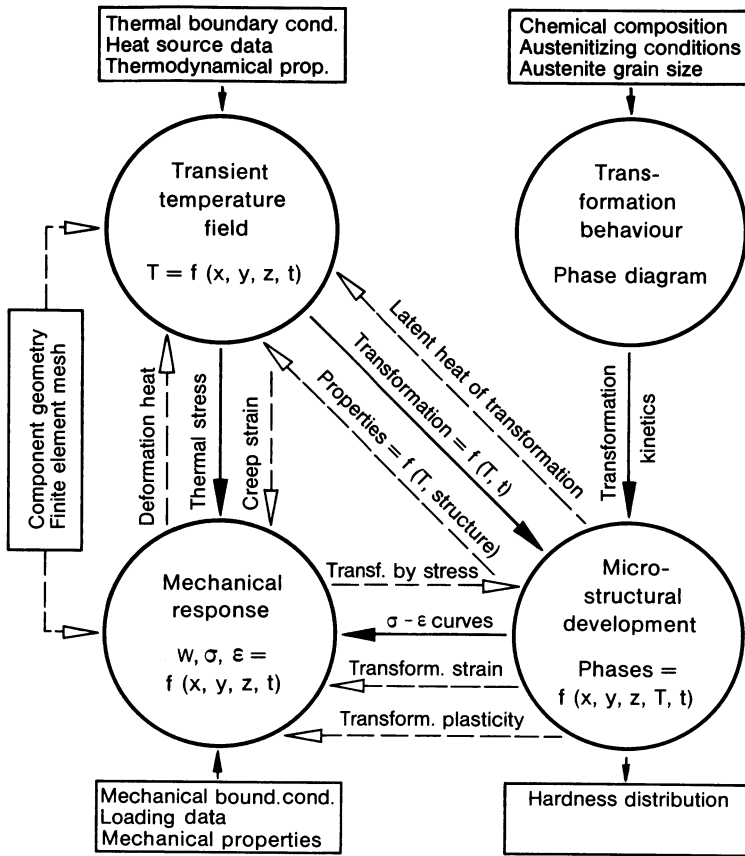 Thermal boundary cond.
Heat source data
Thermodynamical prop.
Chemical composition
Austenitizing conditions
Austenite grain size
Transient
temperature
field
T = f (x, y, z, t)
Trans-
formation
behaviour
Phase diagram
Component geometry
Finite element mesh
Deformation heat
Thermal stress
Creep strain
Properties = f (T, structure)
Transformation = f (T, t)
Latent heat of transformation
Transformation
kinetics
Mechanical
response
w, σ, ε =
f (x, y, z, t)
Transf. by stress
σ - ε curves
Transform. strain
Transform. plasticity
Micro-
structural
development
Phases =
f (x, y, z, T, t)
Mechanical bound.cond.
Loading data
Mechanical properties
Hardness distribution